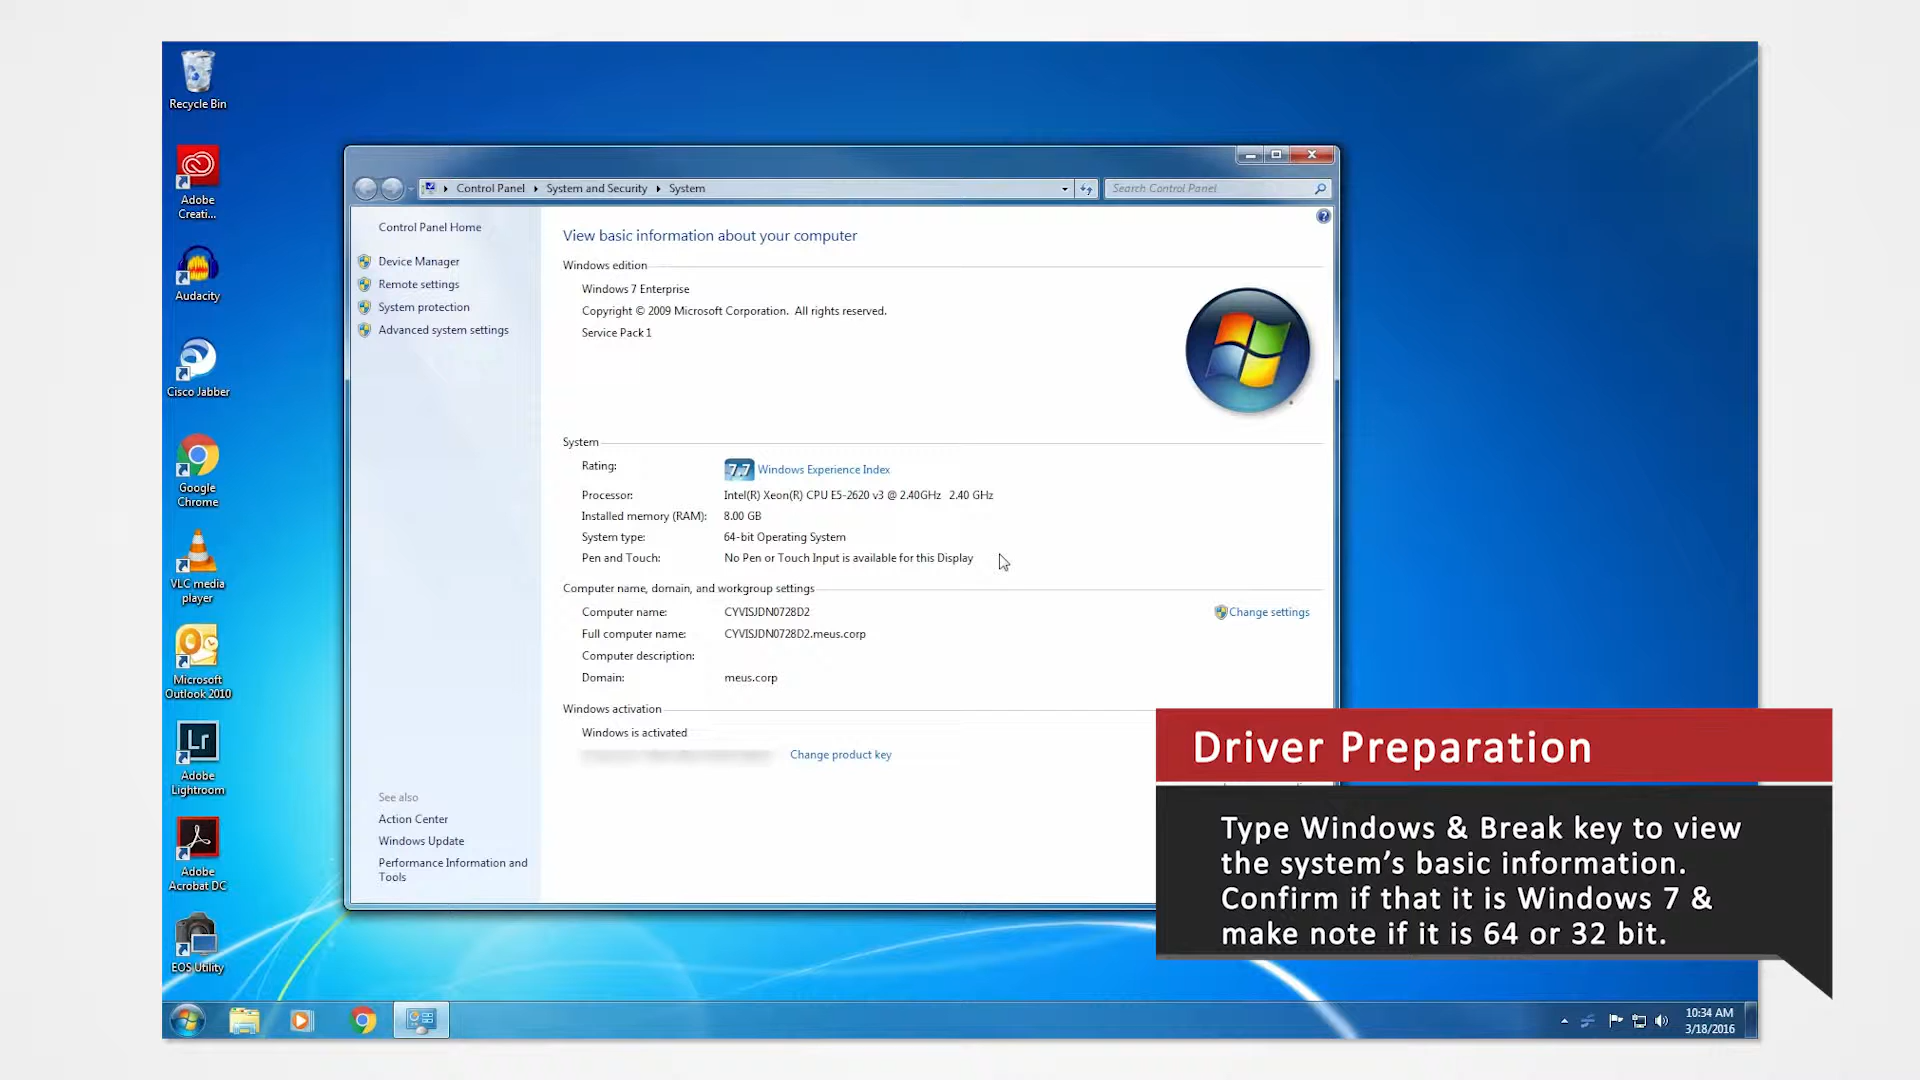 Recycle Bin
Adobe
Creati...
Audacity
Cisco Jabber
Google
Chrome
VLC media
player
Microsoft
Outlook 2010
Lr
Adobe
Lightroom
Adobe
Acrobat DC
EOS Utility
Control Panel
System and Security
System
Search Control Panel
Control Panel Home
Device Manager
Remote settings
System protection
Advanced system settings
See also
Action Center
Windows Update
Performance Information and
Tools
View basic information about your computer
Windows edition
Windows 7 Enterprise
Copyright © 2009 Microsoft Corporation. All rights reserved.
Service Pack 1
System
Rating: 7.7 Windows Experience Index
Processor: Intel(R) Xeon(R) CPU E5-2620 v3 @ 2.40GHz 2.40 GHz
Installed memory (RAM): 8.00 GB
System type: 64-bit Operating System
Pen and Touch: No Pen or Touch Input is available for this Display
Computer name, domain, and workgroup settings
Computer name: CYVISJDN0728D2 Change settings
Full computer name: CYVISJDN0728D2.meus.corp
Computer description:
Domain: meus.corp
Windows activation
Windows is activated
Change product key
Driver Preparation
Type Windows & Break key to view
the system's basic information.
Confirm if that it is Windows 7 &
make note if it is 64 or 32 bit.
10:34 AM
3/18/2016